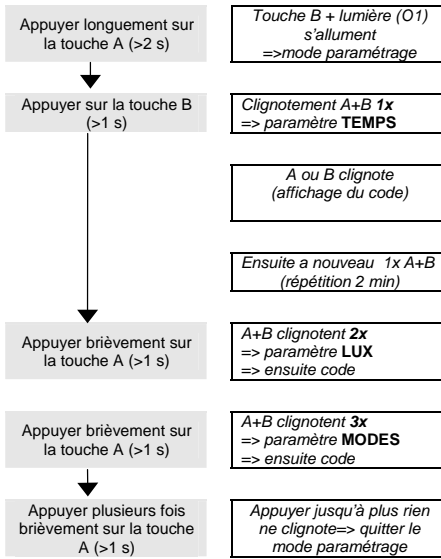 Appuyer longuement sur
la touche A (>2 s)
Touche B + lumière (O1)
s'allument
=>mode paramétrage
Appuyer sur la touche B
(>1 s)
Clignotement A+B 1x
=> paramètre TEMPS
A ou B clignote
(affichage du code)
Ensuite a nouveau 1x A+B
(répétition 2 min)
Appuyer brièvement sur
la touche A (>1 s)
A+B clignotent 2x
=> paramètre LUX
=> ensuite code
Appuyer brièvement sur
la touche A (>1 s)
A+B clignotent 3x
=> paramètre MODES
=> ensuite code
Appuyer plusieurs fois
brièvement sur la touche
A (>1 s)
Appuyer jusqu'à plus rien
ne clignote=> quitter le
mode paramétrage